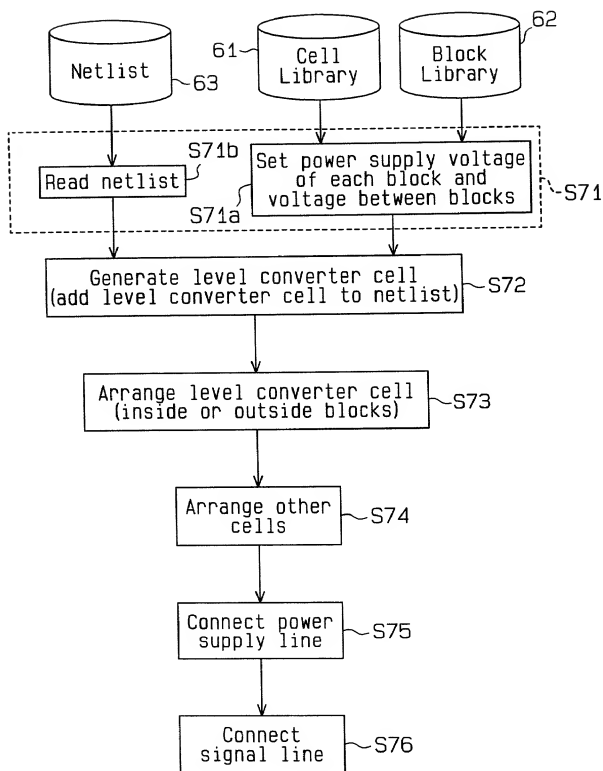 Netlist
63
61
Cell
Library
62
Block
Library
S71b
Read netlist
S71a
Set power supply voltage
of each block and
voltage between blocks
S71
Generate level converter cell
(add level converter cell to netlist)
S72
Arrange level converter cell
(inside or outside blocks)
S73
Arrange other
cells
S74
Connect power
supply line
S75
Connect
signal line
S76